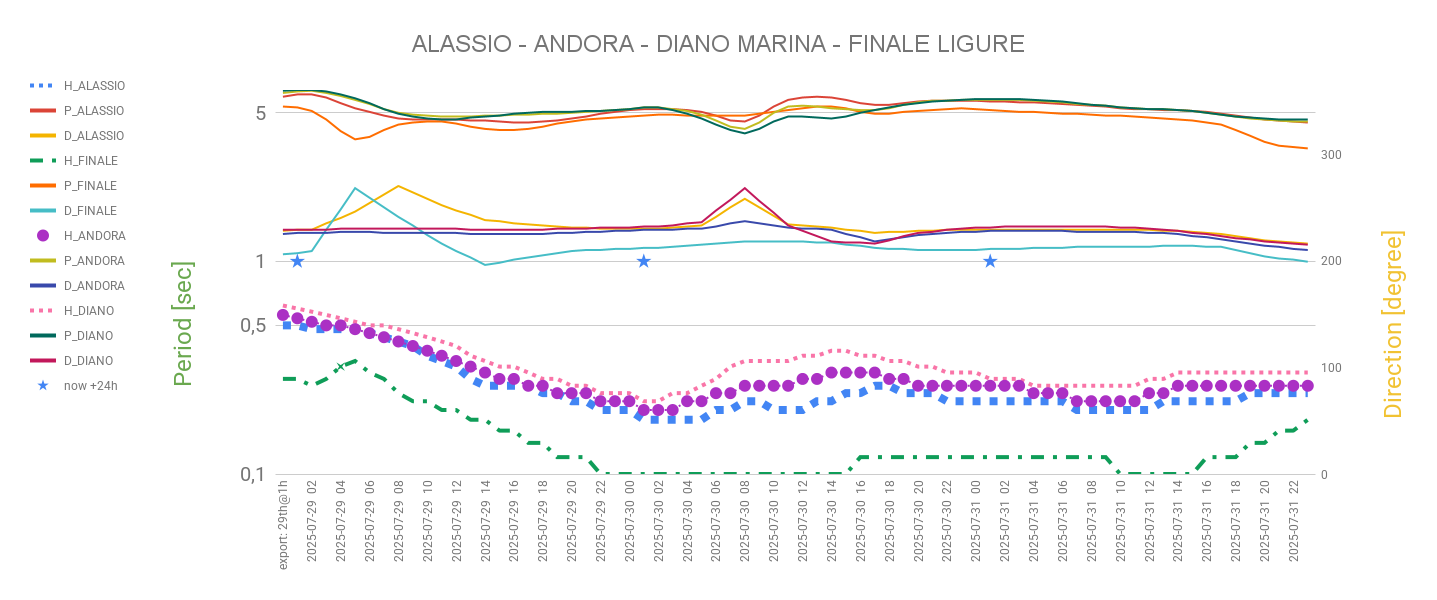 ALASSIO - ANDORA - DIANO MARINA - FINALE LIGURE
H_ALASSIO
P_ALASSIO
D_ALASSIO
H_FINALE
P_FINALE
D_FINALE
H_ANDORA
P_ANDORA
D_ANDORA
H_DIANO
P_DIANO
D_DIANO
now +24h
Period [sec]
5
1
0,5
0,1
300
200
100
0
Direction [degree]
export: 29th@1h
2025-07-29 02
2025-07-29 04
2025-07-29 06
2025-07-29 08
2025-07-29 10
2025-07-29 12
2025-07-29 14
2025-07-29 16
2025-07-29 18
2025-07-29 20
2025-07-29 22
2025-07-30 00
2025-07-30 02
2025-07-30 04
2025-07-30 06
2025-07-30 08
2025-07-30 10
2025-07-30 12
2025-07-30 14
2025-07-30 16
2025-07-30 18
2025-07-30 20
2025-07-30 22
2025-07-31 00
2025-07-31 02
2025-07-31 04
2025-07-31 06
2025-07-31 08
2025-07-31 10
2025-07-31 12
2025-07-31 14
2025-07-31 16
2025-07-31 18
2025-07-31 20
2025-07-31 22